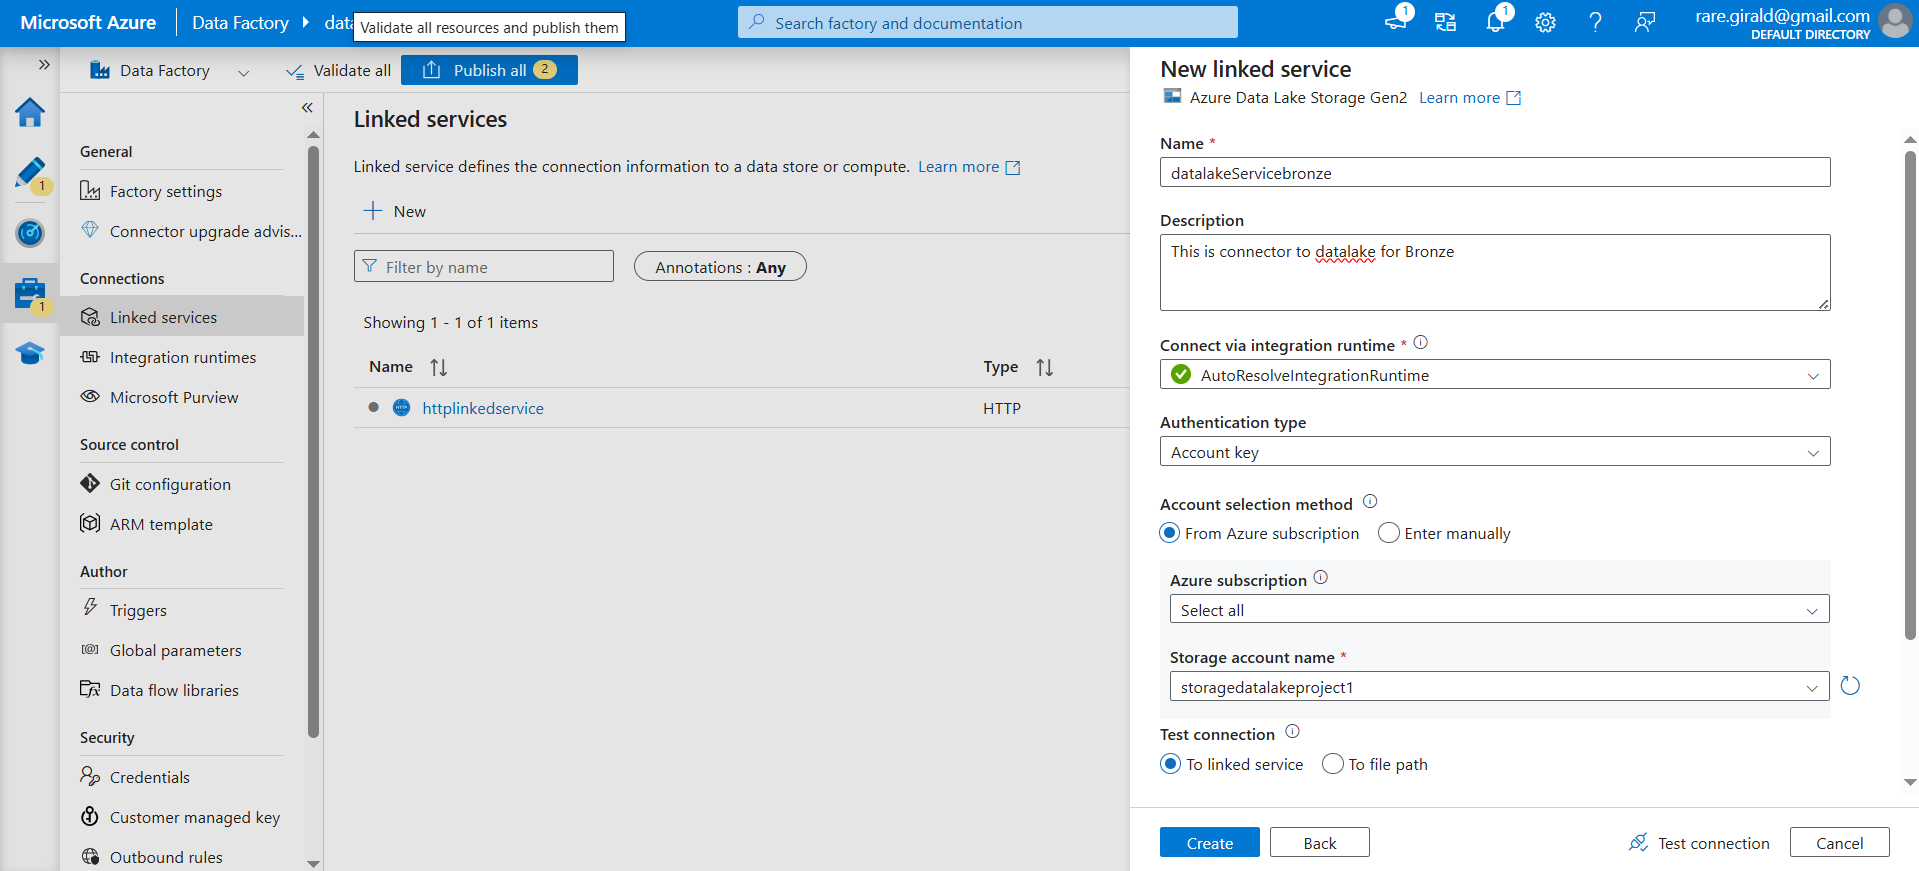 Microsoft Azure
Data Factory
Validate all resources and publish them
Search factory and documentation
1
1
rare.girald@gmail.com
DEFAULT DIRECTORY
Data Factory
Validate all
Publish all 2
1
1
General
Factory settings
Connector upgrade advis...
Connections
Linked services
Integration runtimes
Microsoft Purview
Source control
Git configuration
ARM template
Author
Triggers
Global parameters
Data flow libraries
Security
Credentials
Customer managed key
Outbound rules
Linked services
Linked service defines the connection information to a data store or compute. Learn more
New
Filter by name
Annotations : Any
Showing 1 - 1 of 1 items
Name
Type
httplinkedservice
HTTP
New linked service
Azure Data Lake Storage Gen2 Learn more
Name *
datalakeServicebronze
Description
This is connector to datalake for Bronze
Connect via integration runtime *
AutoResolveIntegrationRuntime
Authentication type
Account key
Account selection method
From Azure subscription
Enter manually
Azure subscription
Select all
Storage account name *
storagedatalakeproject1
Test connection
To linked service
To file path
Create
Back
Test connection
Cancel